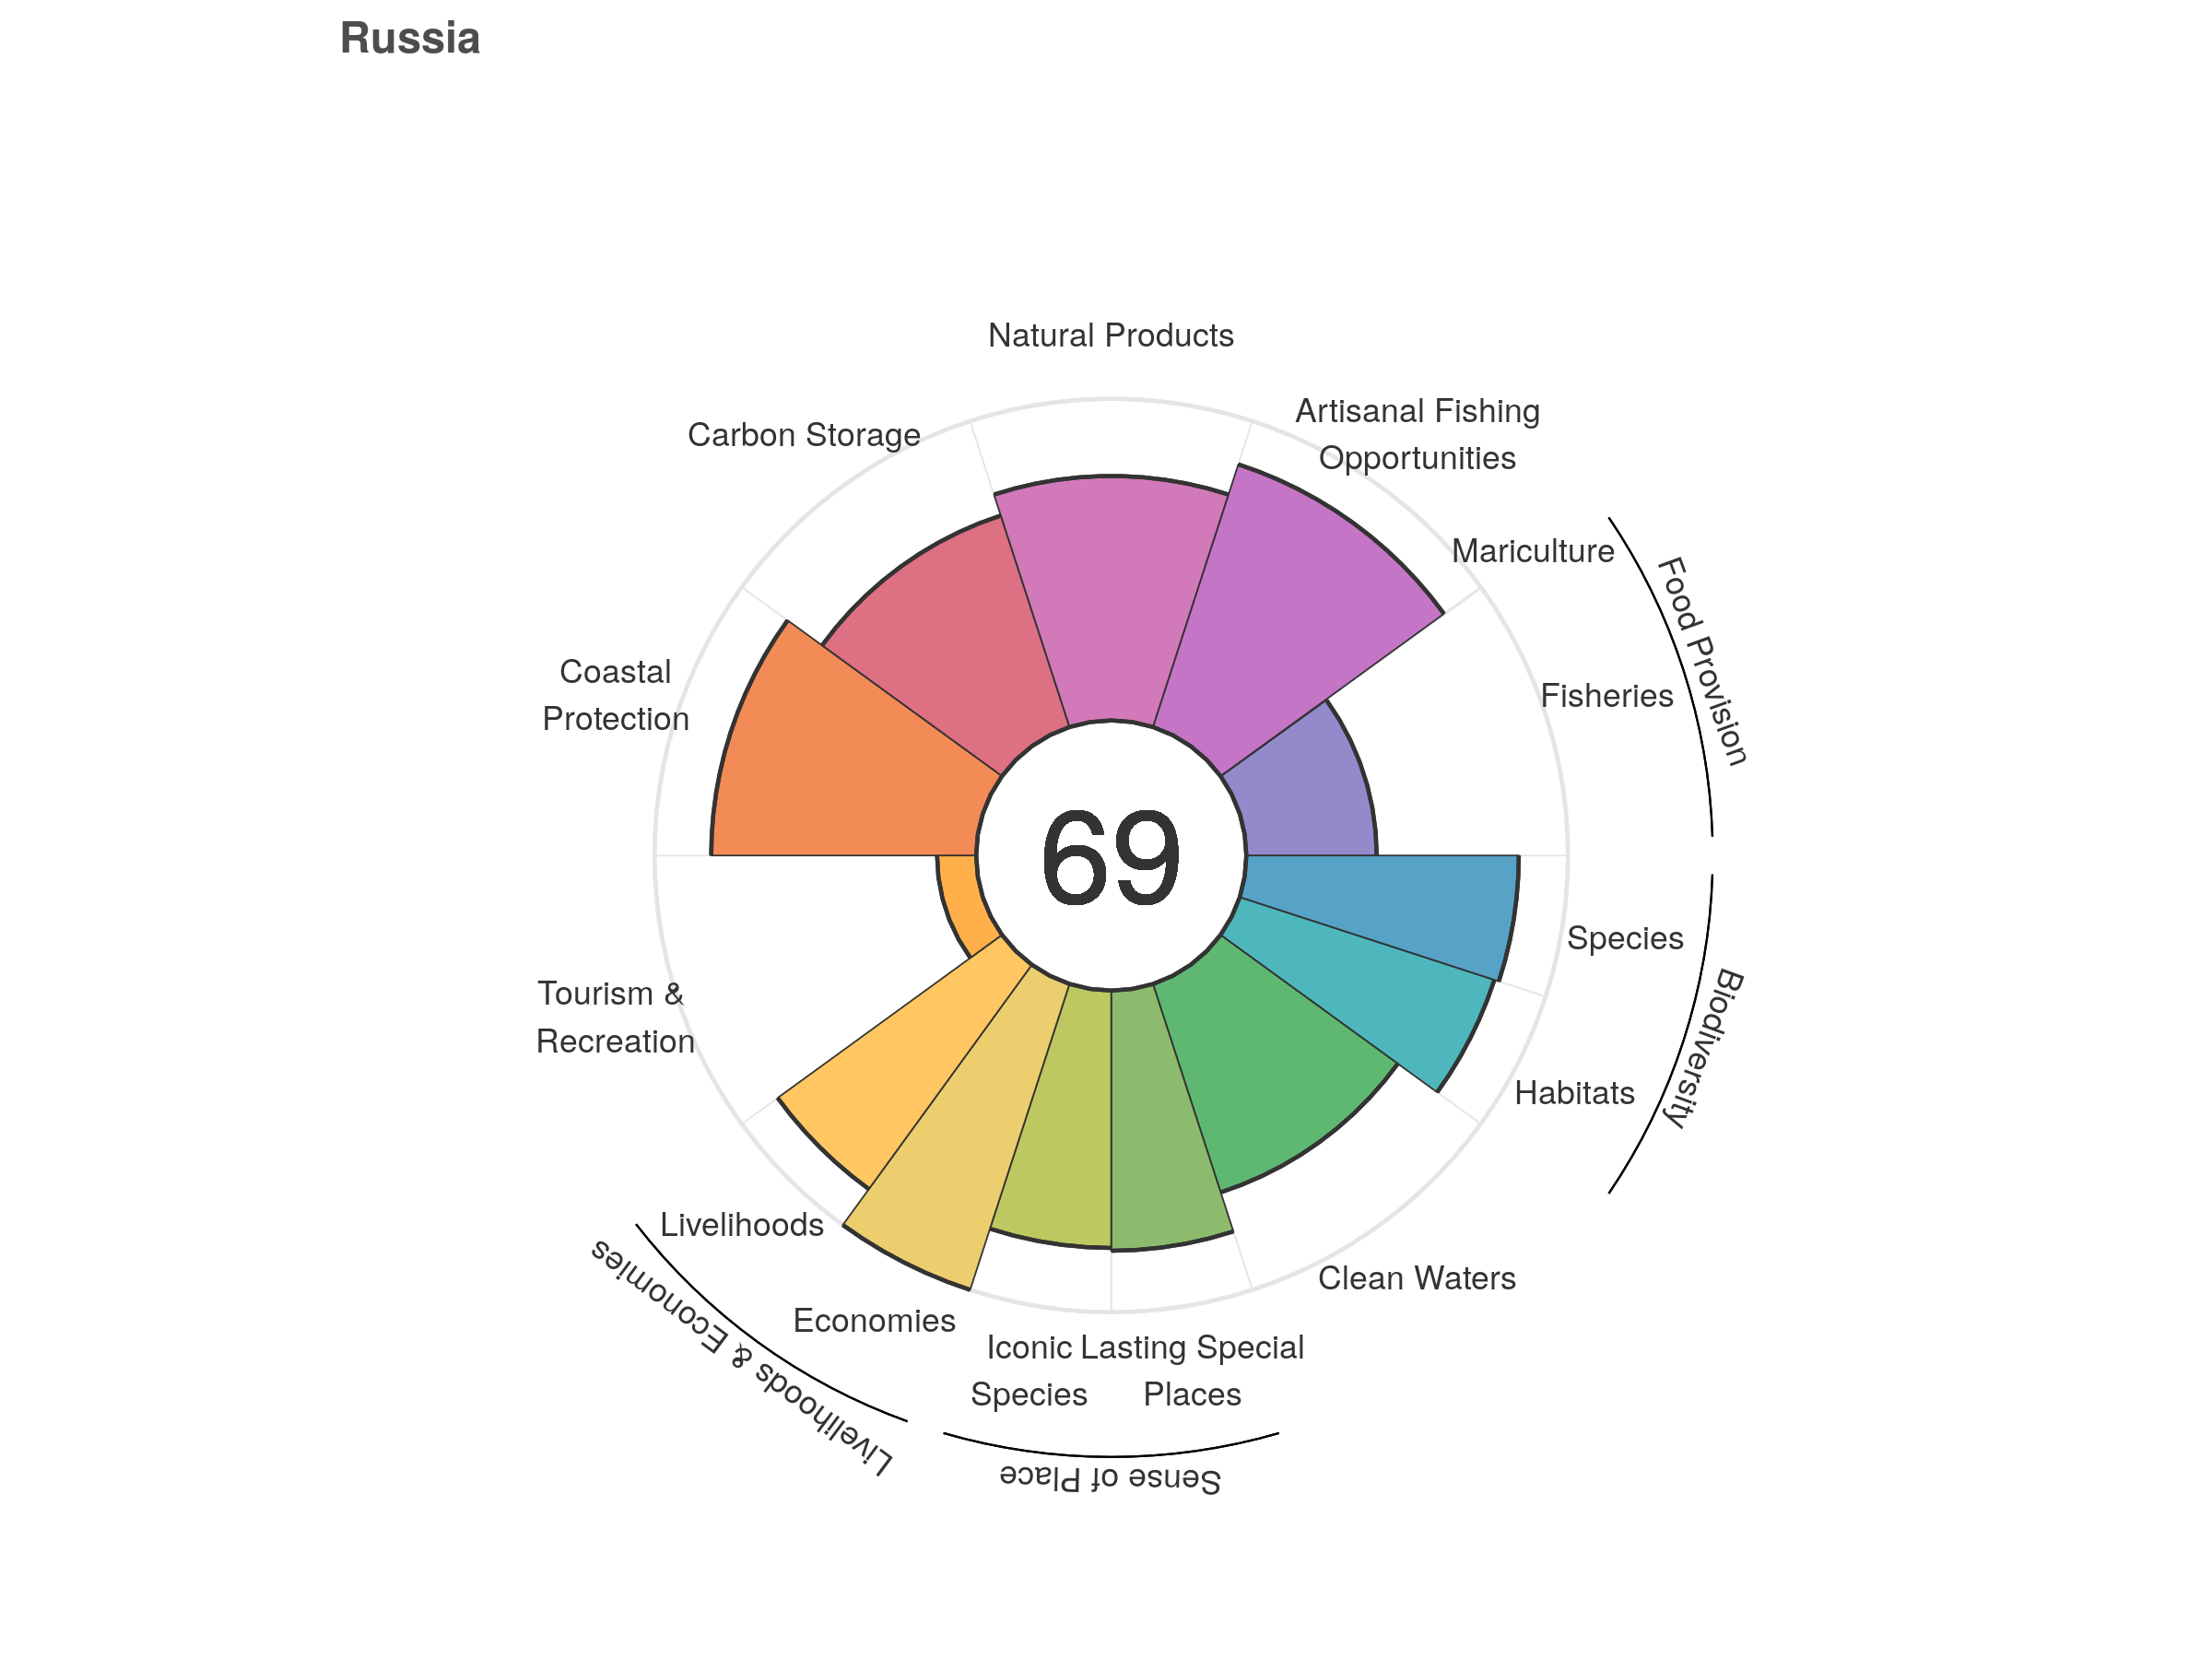 Russia
Natural Products
Artisanal Fishing
Opportunities
Carbon Storage
Mariculture
Food Provision
Fisheries
Coastal
Protection
69
Species
Biodiversity
Habitats
Tourism &
Recreation
Livelihoods
Livelihoods & Economies
Economies
Clean Waters
Iconic
Species
Lasting Special
Places
Sense of Place